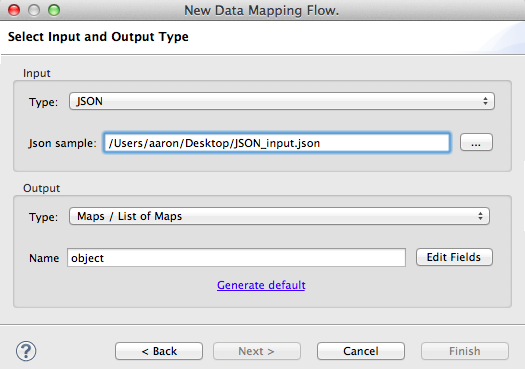 New Data Mapping Flow.
Select Input and Output Type
Input
Type: JSON
Json sample: /Users/aaron/Desktop/JSON_input.json ...
Output
Type: Maps / List of Maps
Name object Edit Fields
Generate default
? < Back Next > Cancel Finish